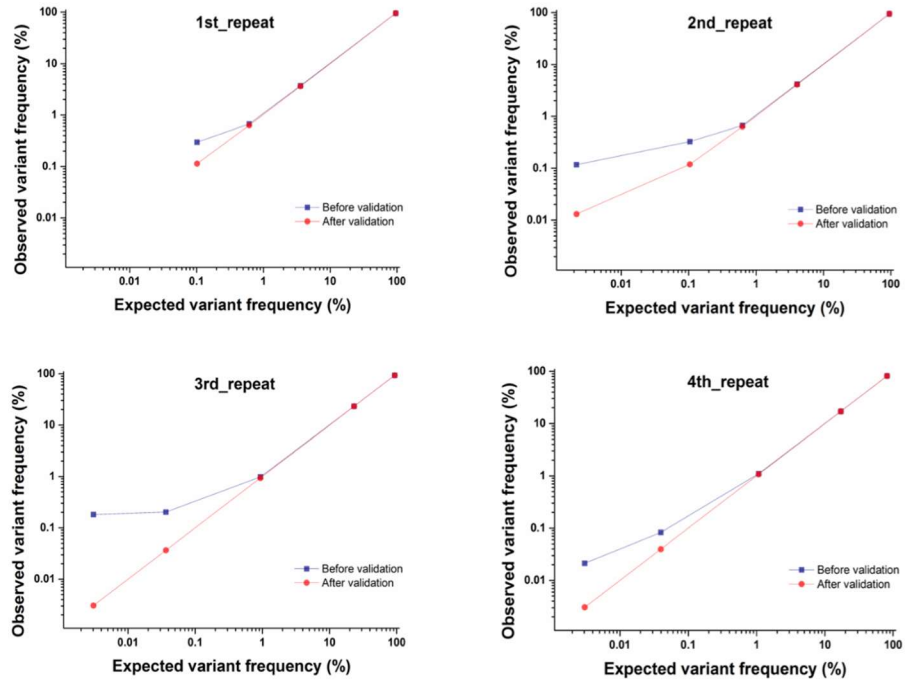 1st_repeat
Observed variant frequency (%)
100
10
1
0.1
0.01
Before validation
After validation
0.01 0.1 1 10 100
Expected variant frequency (%)
2nd_repeat
Observed variant frequency (%)
100
10
1
0.1
0.01
Before validation
After validation
0.01 0.1 1 10 100
Expected variant frequency (%)
3rd_repeat
Observed variant frequency (%)
100
10
1
0.1
0.01
Before validation
After validation
0.01 0.1 1 10 100
Expected variant frequency (%)
4th_repeat
Observed variant frequency (%)
100
10
1
0.1
0.01
Before validation
After validation
0.01 0.1 1 10 100
Expected variant frequency (%)